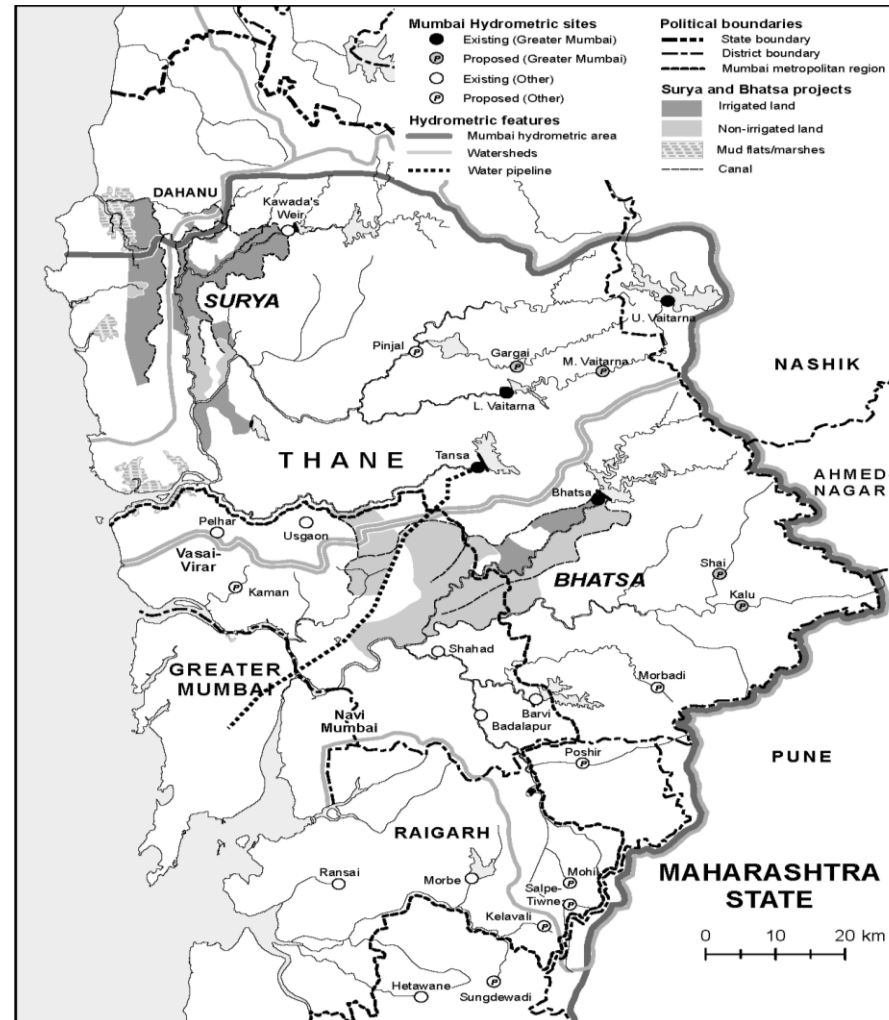 Mumbai Hydrometric sites
Existing (Greater Mumbai)
P Proposed (Greater Mumbai)
Existing (Other)
P Proposed (Other)
Hydrometric features
Mumbai hydrometric area
Watersheds
Water pipeline
Political boundaries
State boundary
District boundary
Mumbai metropolitan region
Surya and Bhatsa projects
Irrigated land
Non-irrigated land
Mud flats/marshes
Canal
DAHANU
Kawada's
Weir
SURYA
U. Vaitarna
Pinjal
P
Gargai
P
M. Vaitarna
P
NASHIK
L. Vaitarna
THANE
Tansa
AHMED
NAGAR
Bhatsa
Pelhar
Usgaon
Vasai-
Virar
BHATSA
Shai
P
Kaman
P
Kalu
P
Shahad
GREATER
MUMBAI
Morbadi
P
Navi
Mumbai
Barvi
Badalapur
Poshir
P
PUNE
RAIGARH
Ransai
Morbe
Mohi
P
Salpe-
Tiwne
P
MAHARASHTRA
STATE
Kelavali
P
0 10 20 km
Hetawane
Sungdewadi
P